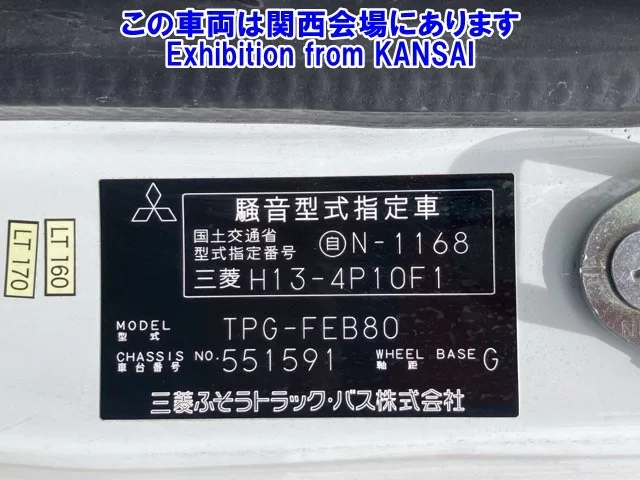 この車両は関西会場にあります
Exhibition from KANSAI
騒音型式指定車
国土交通省
型式指定番号 自N-1168
三菱 H13-4P10F1
MODEL
型式 TPG-FEB80
CHASSIS NO.
車台番号 551591
WHEEL BASE
軸距 G
三菱ふそうトラック・バス株式会社
LT 160
LT 170